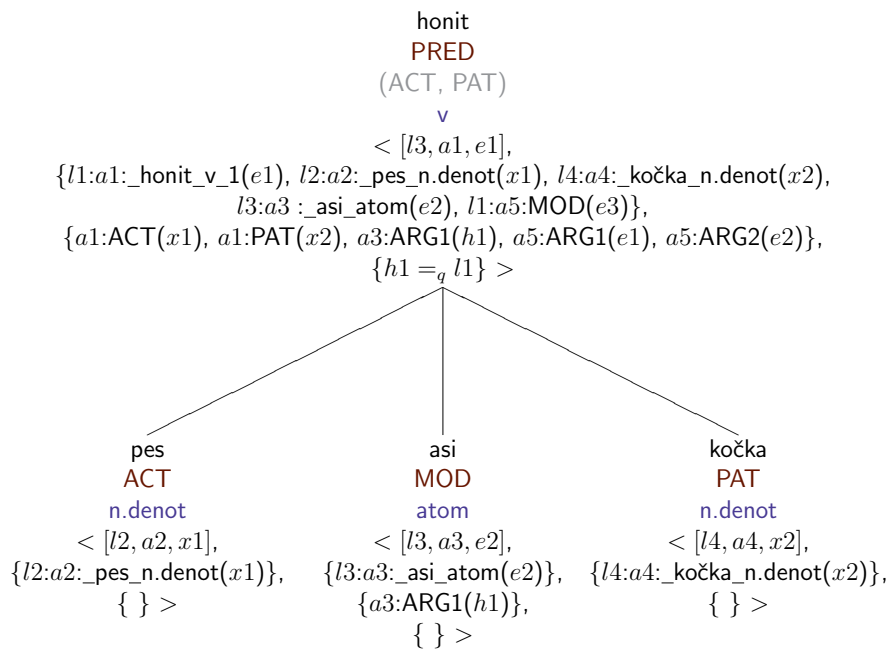 honit
PRED
(ACT, PAT)
v
< [l3, a1, e1],
{l1:a1:_honit_v_1(e1), l2:a2:_pes_n.denot(x1), l4:a4:_kočka_n.denot(x2),
l3:a3 :_asi_atom(e2), l1:a5:MOD(e3)},
{a1:ACT(x1), a1:PAT(x2), a3:ARG1(h1), a5:ARG1(e1), a5:ARG2(e2)},
{h1 =q l1} >
pes
ACT
n.denot
< [l2, a2, x1],
{l2:a2:_pes_n.denot(x1)},
{ } >
asi
MOD
atom
< [l3, a3, e2],
{l3:a3:_asi_atom(e2)},
{a3:ARG1(h1)},
{ } >
kočka
PAT
n.denot
< [l4, a4, x2],
{l4:a4:_kočka_n.denot(x2)},
{ } >